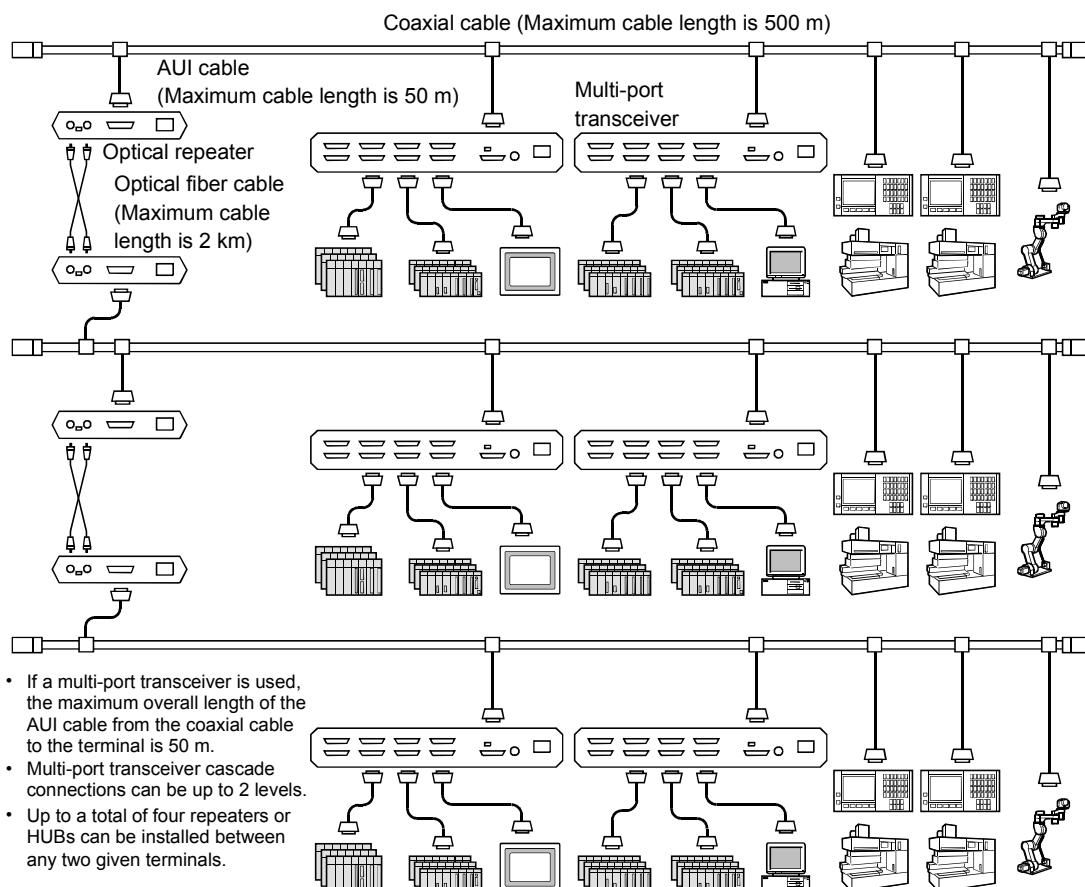 Coaxial cable (Maximum cable length is 500 m)
AUI cable
(Maximum cable length is 50 m)
Multi-port
transceiver
Optical repeater
Optical fiber cable
(Maximum cable
length is 2 km)
• If a multi-port transceiver is used,
the maximum overall length of the
AUI cable from the coaxial cable
to the terminal is 50 m.
• Multi-port transceiver cascade
connections can be up to 2 levels.
• Up to a total of four repeaters or
HUBs can be installed between
any two given terminals.